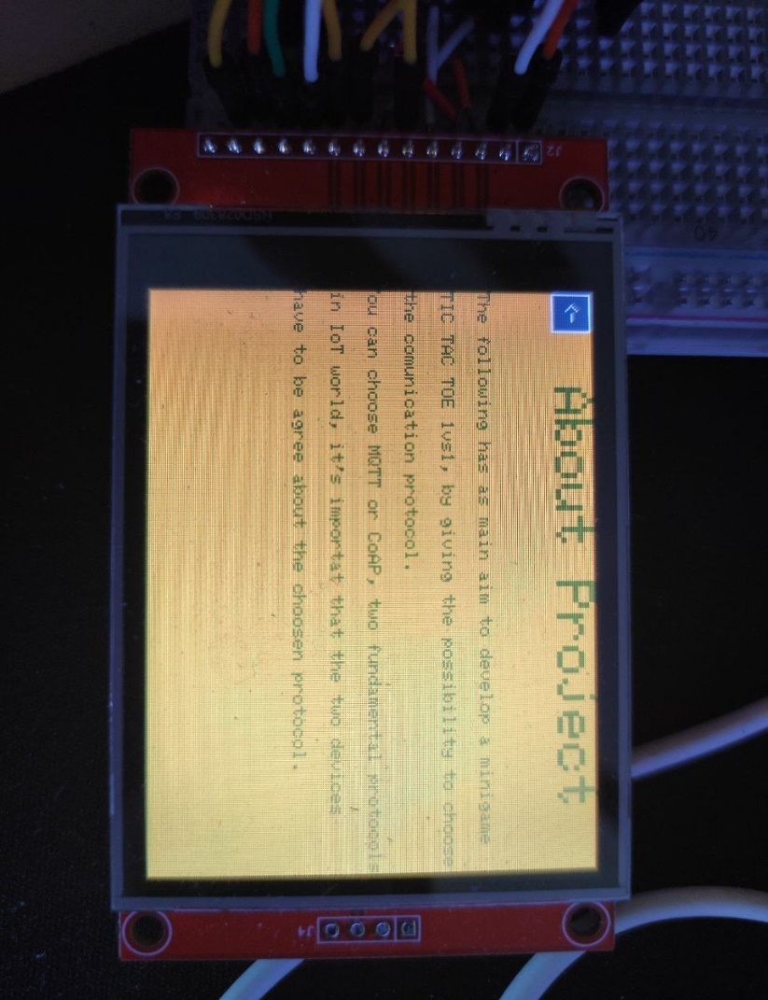 About Project
The following has as main aim to develop a minigame
TIC TAC TOE 1vs1, by giving the possibility to choose
the comunication protocol.
You can choose MQTT or CoAP, two fundamental protocols
in IoT world, it's importat that the two devices
have to be agree about the choosen protocol.
J2
J4